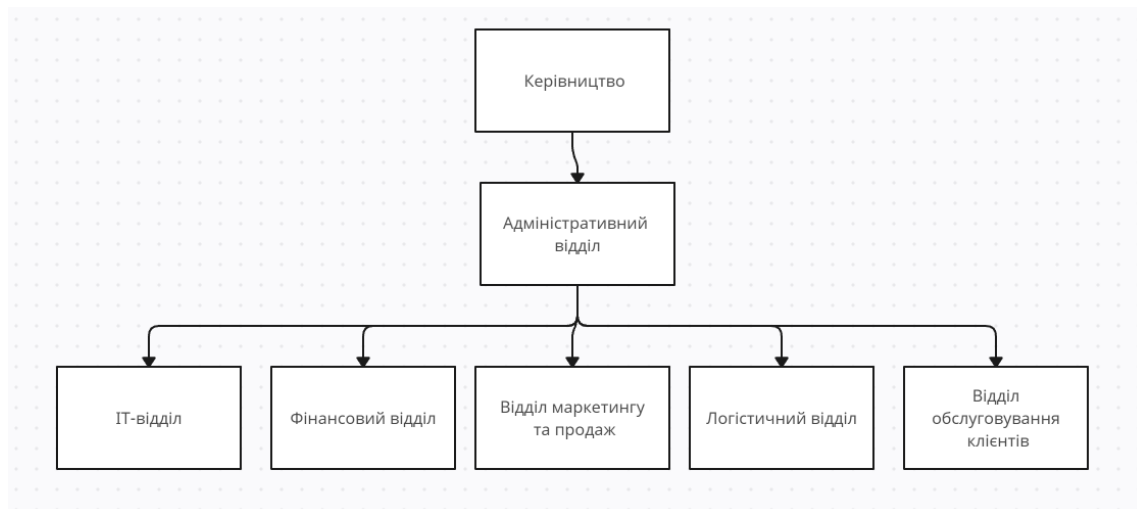 Керівництво
Адміністративний
відділ
ІТ-відділ
Фінансовий відділ
Відділ маркетингу
та продаж
Логістичний відділ
Відділ
обслуговування
клієнтів